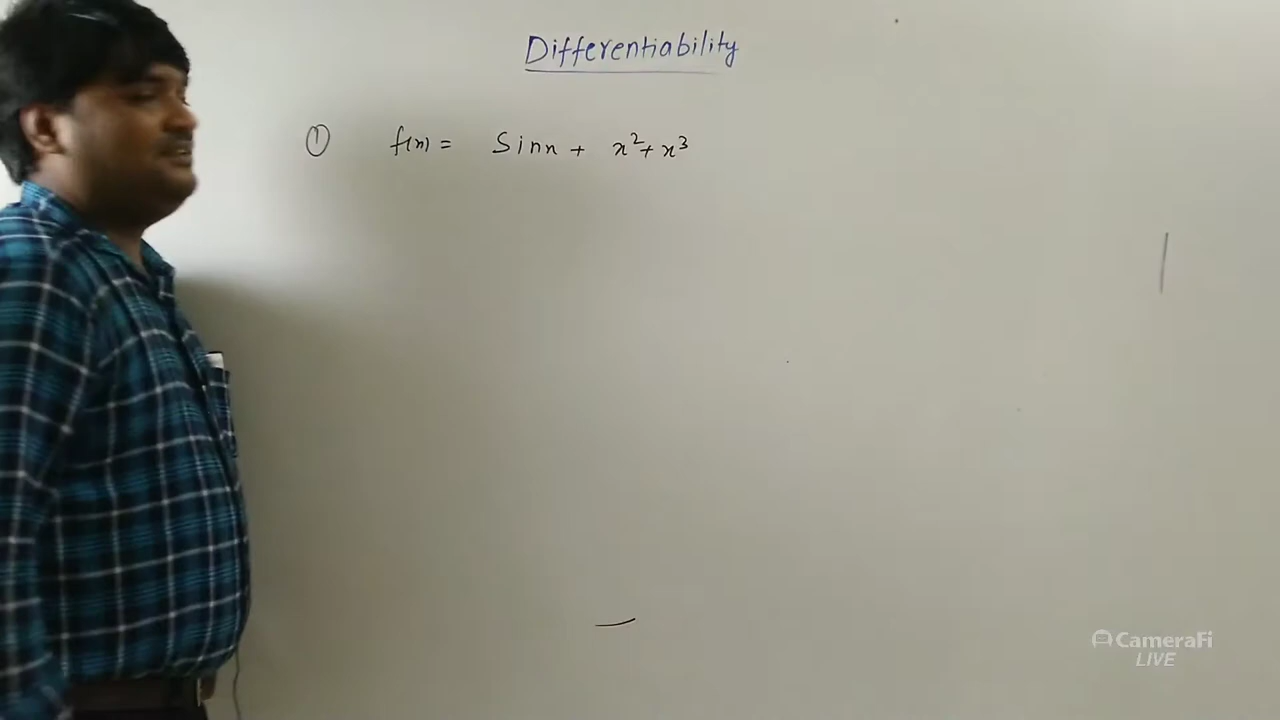 Differentiability
① f(x) = Sinx + x²+x³
CameraFi
LIVE